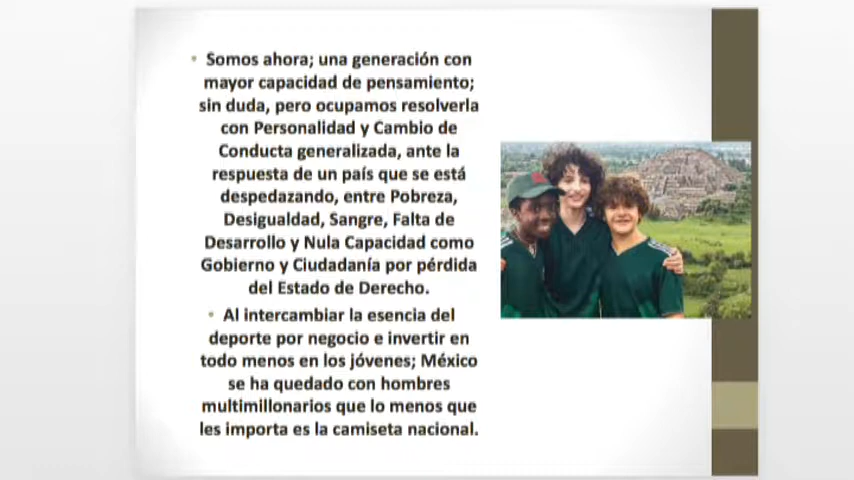 Somos ahora; una generación con
mayor capacidad de pensamiento;
sin duda, pero ocupamos resolverla
con Personalidad y Cambio de
Conducta generalizada, ante la
respuesta de un país que se está
despedazando, entre Pobreza,
Desigualdad, Sangre, Falta de
Desarrollo y Nula Capacidad como
Gobierno y Ciudadanía por pérdida
del Estado de Derecho.
Al intercambiar la esencia del
deporte por negocio e invertir en
todo menos en los jóvenes; México
se ha quedado con hombres
multimillonarios que lo menos que
les importa es la camiseta nacional.